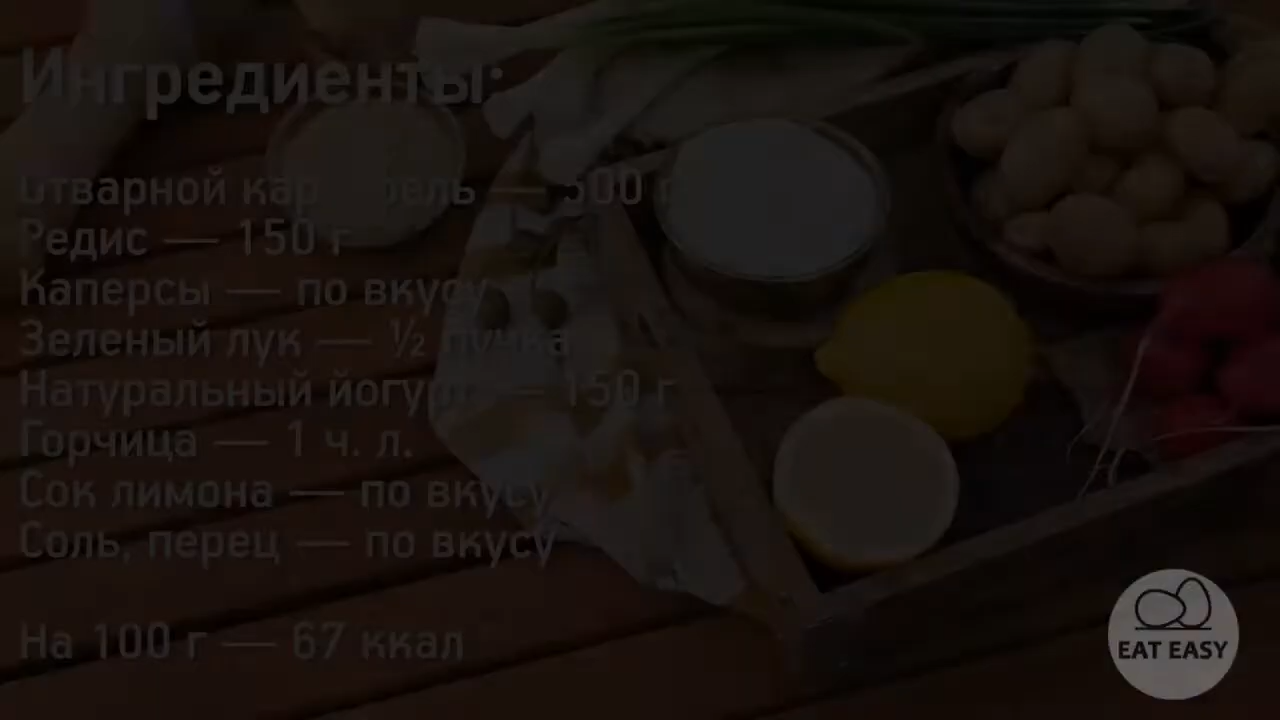 Ингредиенты:
Отварной картофель — 500 г
Редис — 150 г
Каперсы — по вкусу
Зеленый лук — ½ пучка
Натуральный йогурт — 150 г
Горчица — 1 ч. л.
Сок лимона — по вкусу
Соль, перец — по вкусу
На 100 г — 67 ккал
EAT EASY